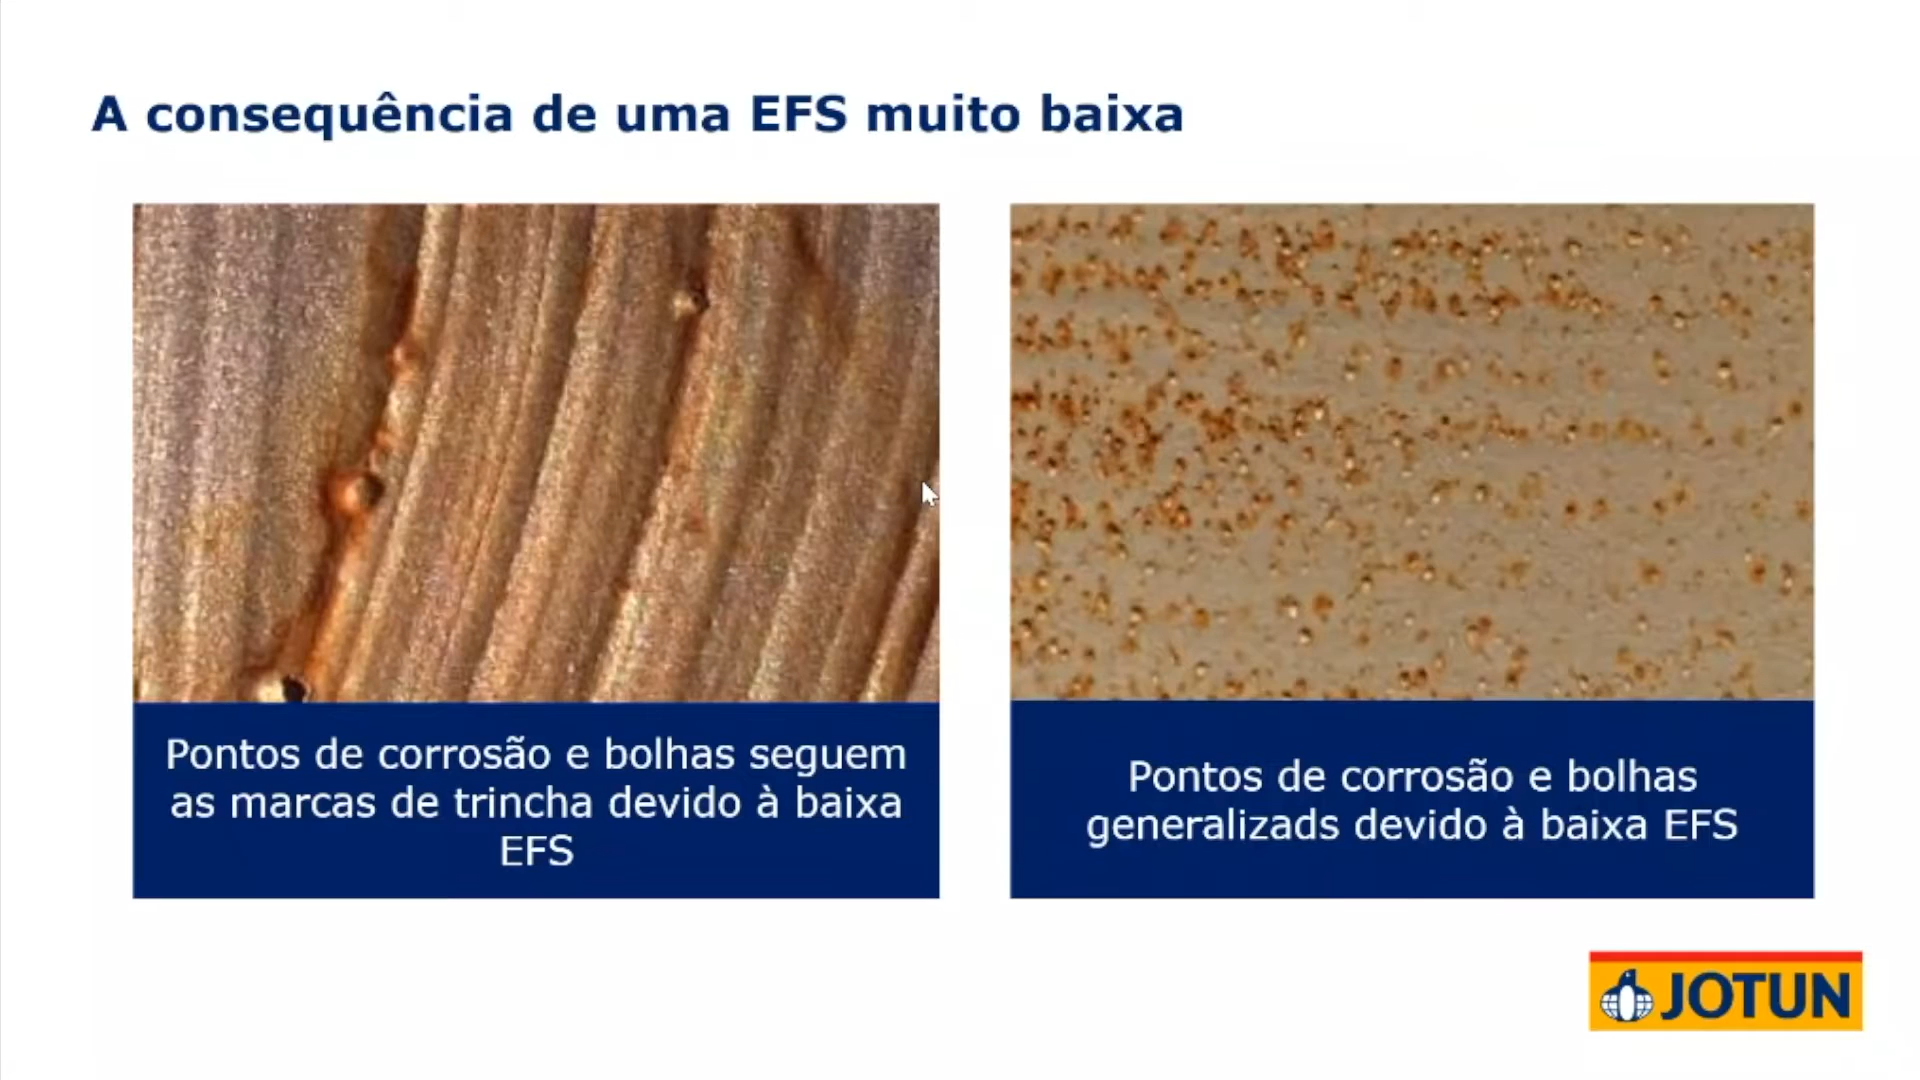 A consequência de uma EFS muito baixa
Pontos de corrosão e bolhas seguem
as marcas de trincha devido à baixa
EFS
Pontos de corrosão e bolhas
generalizads devido à baixa EFS
JOTUN